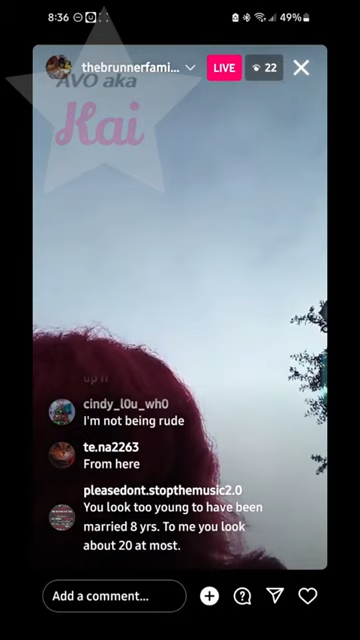 8:36
49%
thebrunnerfami...
LIVE
22
AVO aka
Kai
cindy_l0u_wh0
I'm not being rude
te.na2263
From here
pleasedont.stopthemusic2.0
You look too young to have been
married 8 yrs. To me you look
about 20 at most.
Add a comment...